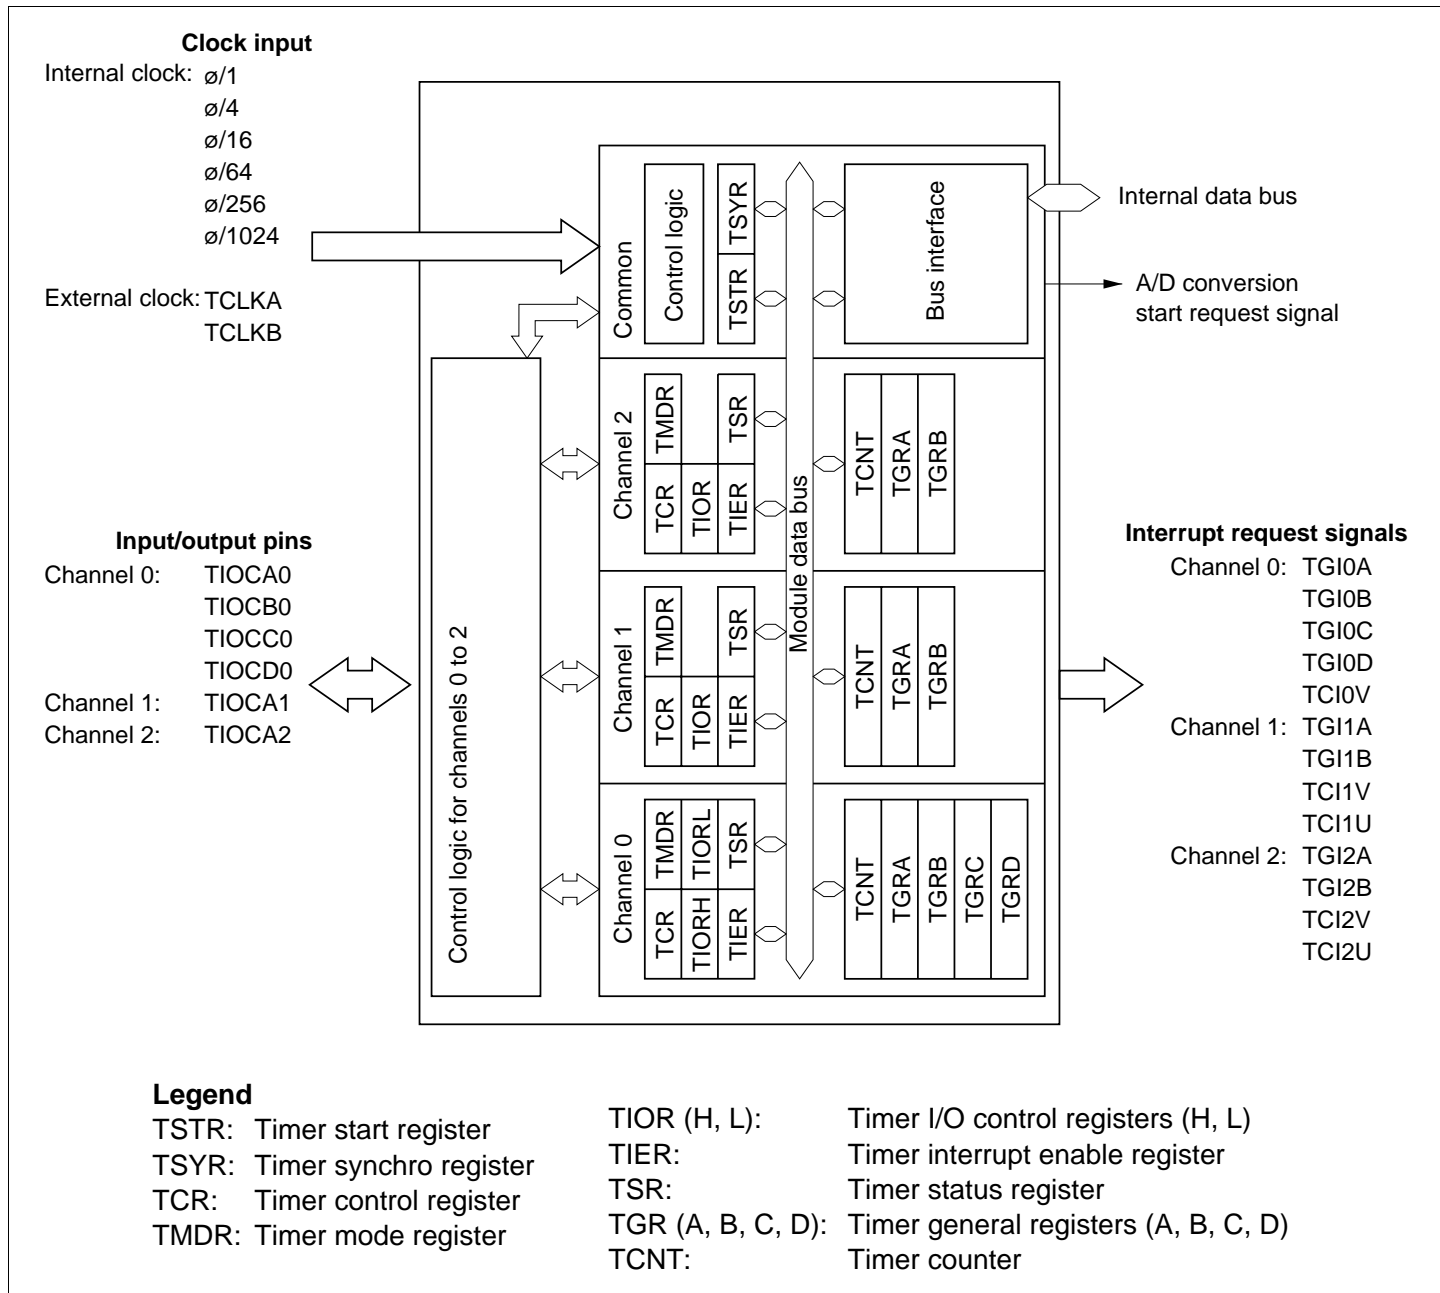 Clock input
Internal clock: ø/1
ø/4
ø/16
ø/64
ø/256
ø/1024
External clock: TCLKA
TCLKB
Common
Control logic
TSTR TSYR
Bus interface
Internal data bus
A/D conversion
start request signal
Control logic for channels 0 to 2
Module data bus
Channel 2
TCR TMDR
TIOR
TIER TSR
TCNT
TGRA
TGRB
Channel 1
TCR TMDR
TIOR
TIER TSR
TCNT
TGRA
TGRB
Channel 0
TCR TMDR
TIORH TIORL
TIER TSR
TCNT
TGRA
TGRB
TGRC
TGRD
Input/output pins
Channel 0: TIOCA0
TIOCB0
TIOCC0
TIOCD0
Channel 1: TIOCA1
Channel 2: TIOCA2
Interrupt request signals
Channel 0: TGI0A
TGI0B
TGI0C
TGI0D
TCI0V
Channel 1: TGI1A
TGI1B
TCI1V
TCI1U
Channel 2: TGI2A
TGI2B
TCI2V
TCI2U
Legend
TSTR: Timer start register
TSYR: Timer synchro register
TCR: Timer control register
TMDR: Timer mode register
TIOR (H, L): Timer I/O control registers (H, L)
TIER: Timer interrupt enable register
TSR: Timer status register
TGR (A, B, C, D): Timer general registers (A, B, C, D)
TCNT: Timer counter